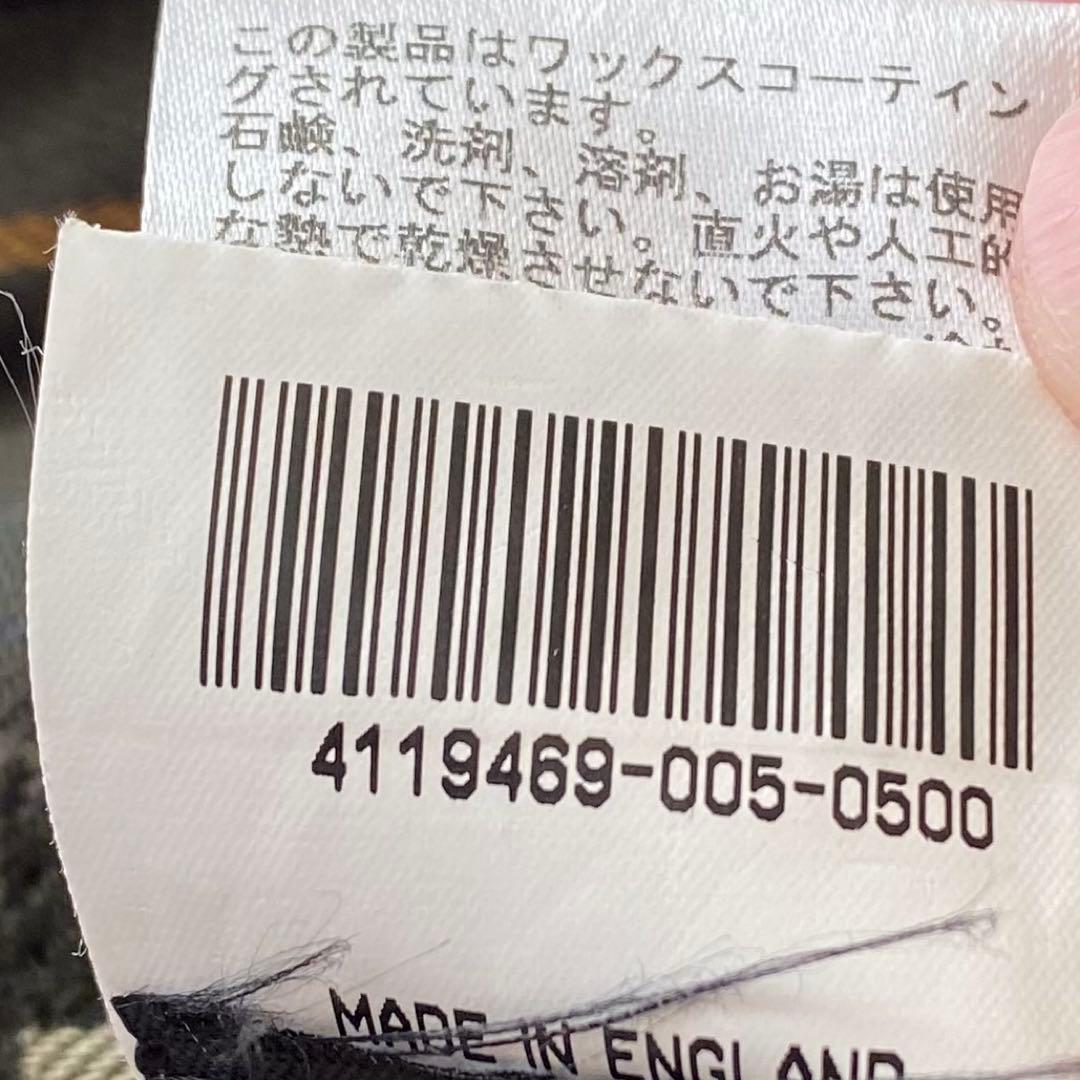 この製品はワックスコーティン
グされています。
石鹸、洗剤、溶剤、お湯は使用
しないで下さい。直火や人工的
な熱で乾燥させないで下さい。
4119469-005-0500
MADE IN ENGLAND